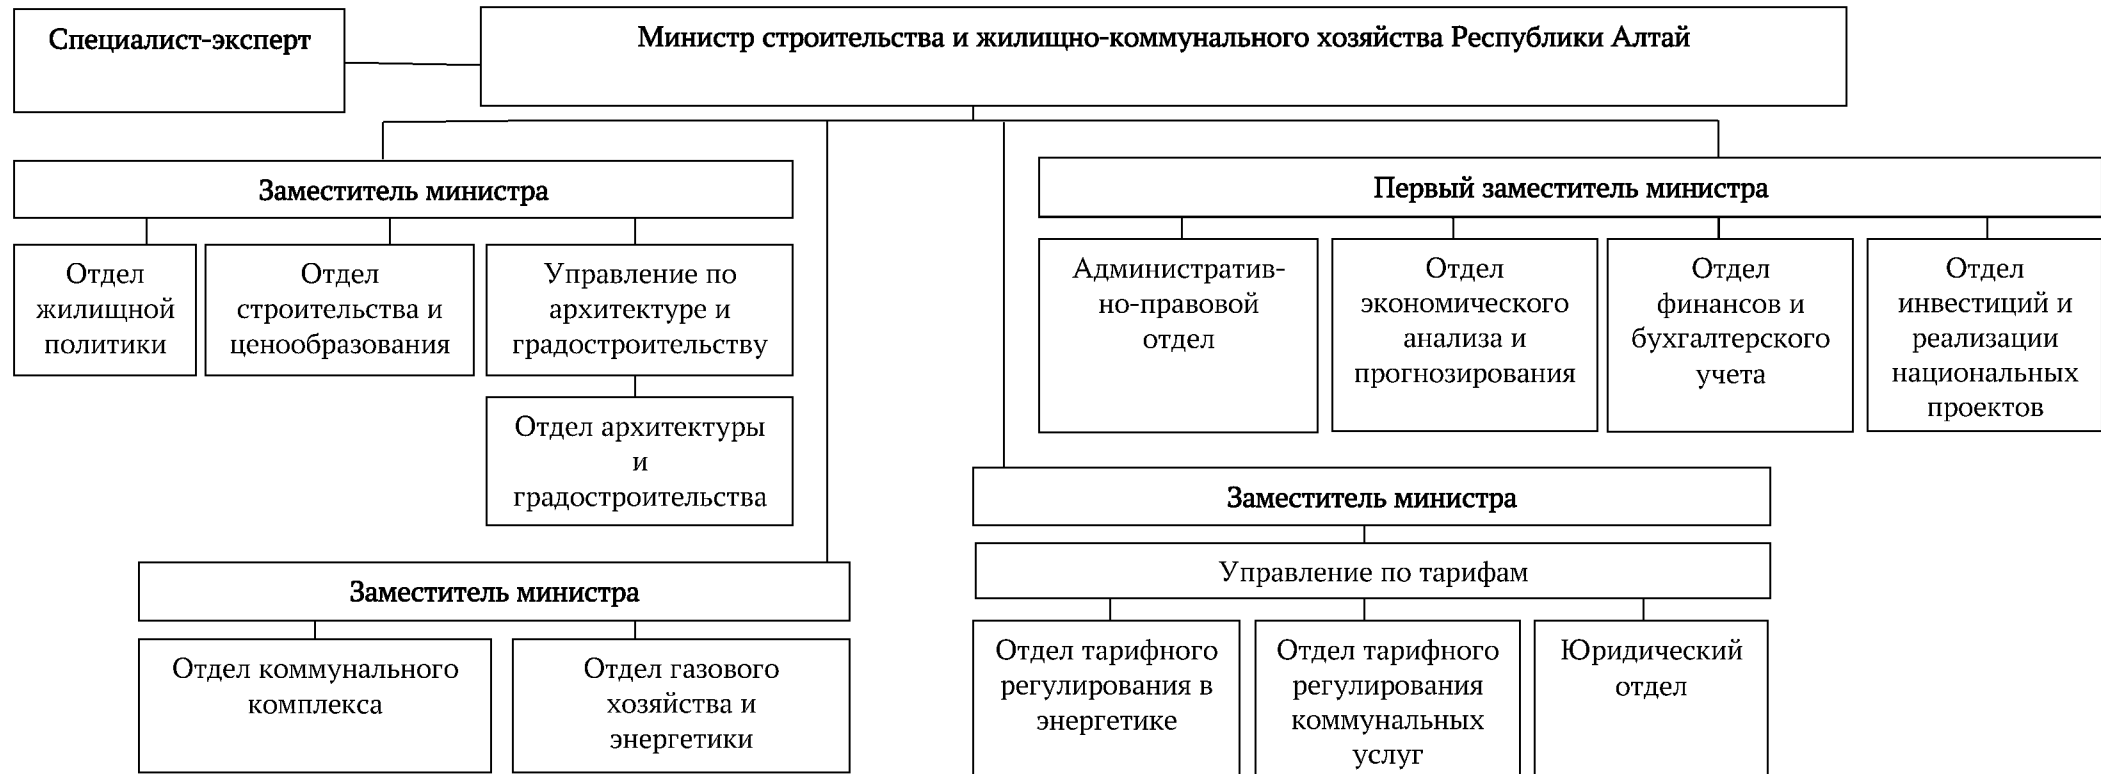 Специалист-эксперт
Министр строительства и жилищно-коммунального хозяйства Республики Алтай
Заместитель министра
Отдел
жилищной
политики
Отдел
строительства и
ценообразования
Управление по
архитектуре и
градостроительству
Отдел архитектуры
и
градостроительства
Первый заместитель министра
Административ-
но-правовой
отдел
Отдел
экономического
анализа и
прогнозирования
Отдел
финансов и
бухгалтерского
учета
Отдел
инвестиций и
реализации
национальных
проектов
Заместитель министра
Отдел коммунального
комплекса
Отдел газового
хозяйства и
энергетики
Заместитель министра
Управление по тарифам
Отдел тарифного
регулирования в
энергетике
Отдел тарифного
регулирования
коммунальных
услуг
Юридический
отдел